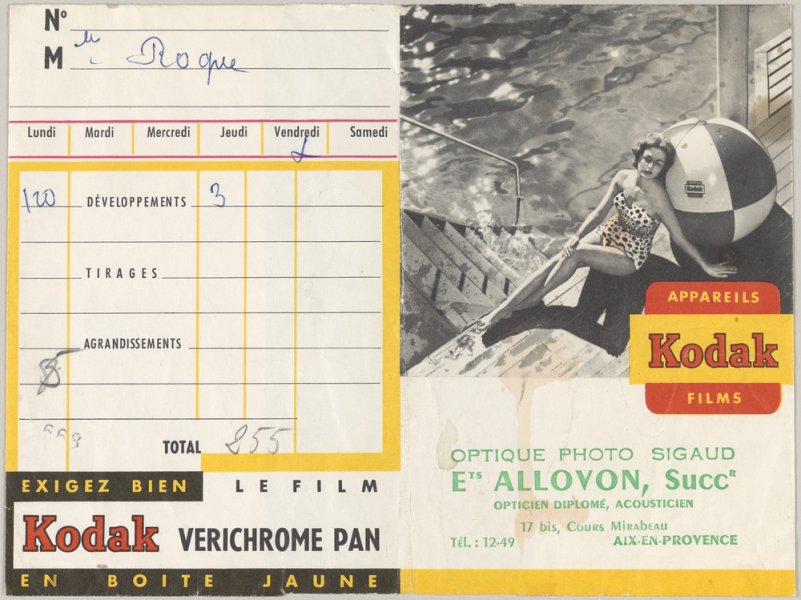 N°
M lle Roque
Lundi Mardi Mercredi Jeudi Vendredi Samedi
120 DÉVELOPPEMENTS 3
TIRAGES
AGRANDISSEMENTS
TOTAL 255
EXIGEZ BIEN LE FILM
Kodak VERICHROME PAN
EN BOITE JAUNE
Kodak
APPAREILS
Kodak
FILMS
OPTIQUE PHOTO SIGAUD
Ets ALLOVON, Succr
OPTICIEN DIPLOMÉ, ACOUSTICIEN
17 bis, Cours Mirabeau
TÉL. : 12-49 AIX-EN-PROVENCE